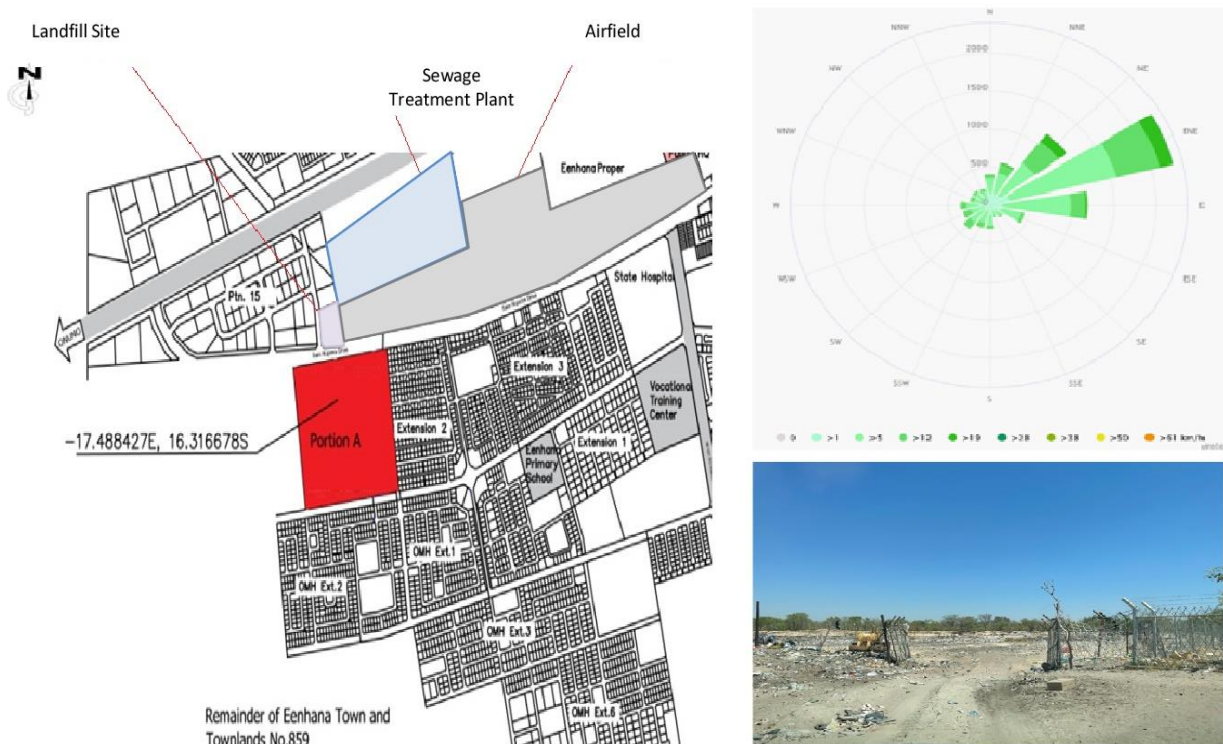 Landfill Site
Airfield
Sewage
Treatment Plant
N
Eenhana Proper
State Hospital
Ptn. 15
Extension 3
Vocational
Training
Center
-17.488427E, 16.316678S
Portion A
Extension 2
Extension 1
Eenhana
Primary
School
OMH Ext.1
OMH Ext.2
OMH Ext.3
OMH Ext.6
Remainder of Eenhana Town and
Townlands No.859
N
NNW
NNE
NW
NE
WNW
ENE
W
E
WSW
ESE
SW
SE
SSW
SSE
S
2000
1500
1000
500
0 >1 >5 >12 >19 >28 >38 >50 >61 km/h